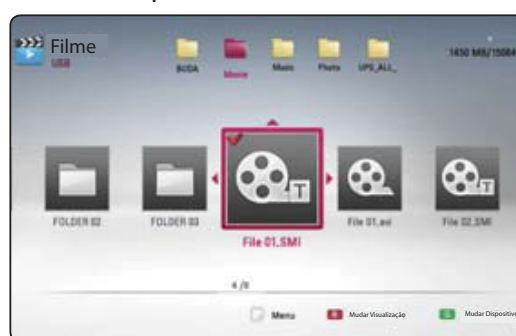 Filme
USB
BUDA
Movie
Music
Photo
UPG_ALL_
1450 MB/15084
FOLDER 02
FOLDER 03
T
File 01.SMI
File 01.avi
T
File 02.SMI
4 /8
Menu
R Mudar Visualização
G Mudar Dispositivo